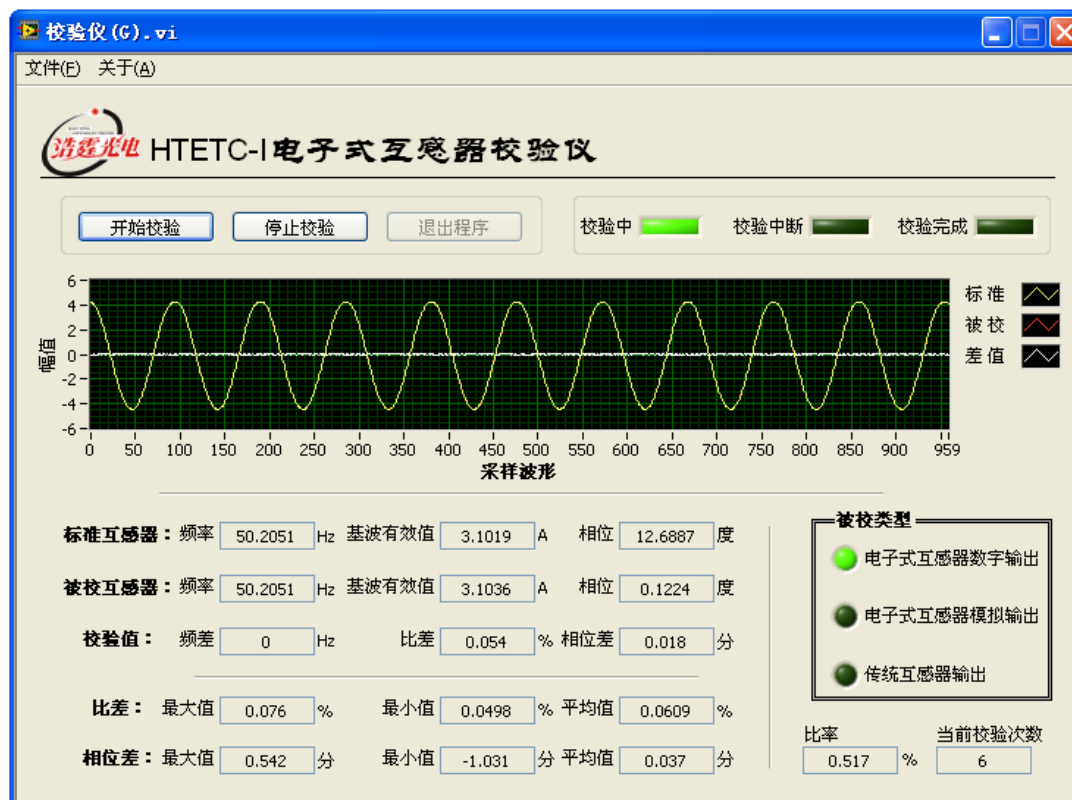 校验仪(G).vi
文件(F) 关于(A)
浩霆光电 HTETC-I电子式互感器校验仪
开始校验 停止校验 退出程序 校验中 校验中断 校验完成
6
4
2
0
-2
-4
-6
幅值
标准
被校
差值
0 50 100 150 200 250 300 350 400 450 500 550 600 650 700 750 800 850 900 959
采样波形
标准互感器： 频率 50.2051 Hz 基波有效值 3.1019 A 相位 12.6887 度
被校互感器： 频率 50.2051 Hz 基波有效值 3.1036 A 相位 0.1224 度
校验值： 频差 0 Hz 比差 0.054 % 相位差 0.018 分
比差： 最大值 0.076 % 最小值 0.0498 % 平均值 0.0609 %
相位差： 最大值 0.542 分 最小值 -1.031 分 平均值 0.037 分
被校类型
电子式互感器数字输出
电子式互感器模拟输出
传统互感器输出
比率 当前校验次数
0.517 % 6